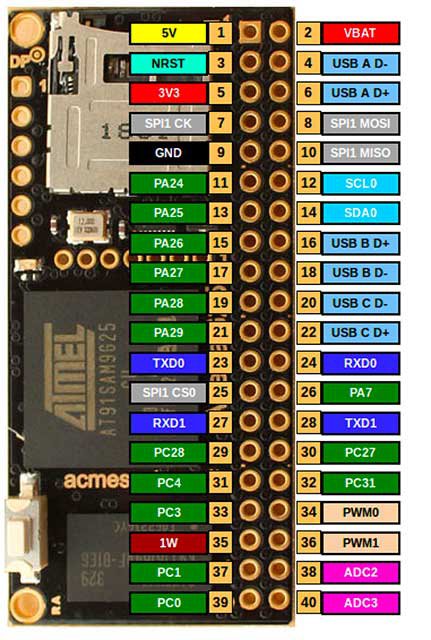 5V 1 2 VBAT
DP
NRST 3 4 USB A D-
3V3 5 6 USB A D+
SPI1 CK 7 8 SPI1 MOSI
GND 9 10 SPI1 MISO
PA24 11 12 SCL0
PA25 13 14 SDA0
PA26 15 16 USB B D+
PA27 17 18 USB B D-
PA28 19 20 USB C D-
PA29 21 22 USB C D+
ATMEL
AT91SAM9G25
TXD0 23 24 RXD0
SPI1 CS0 25 26 PA7
RXD1 27 28 TXD1
PC28 29 30 PC27
acmes
PC4 31 32 PC31
PC3 33 34 PWM0
1W 35 36 PWM1
PC1 37 38 ADC2
329
PC0 39 40 ADC3
RA